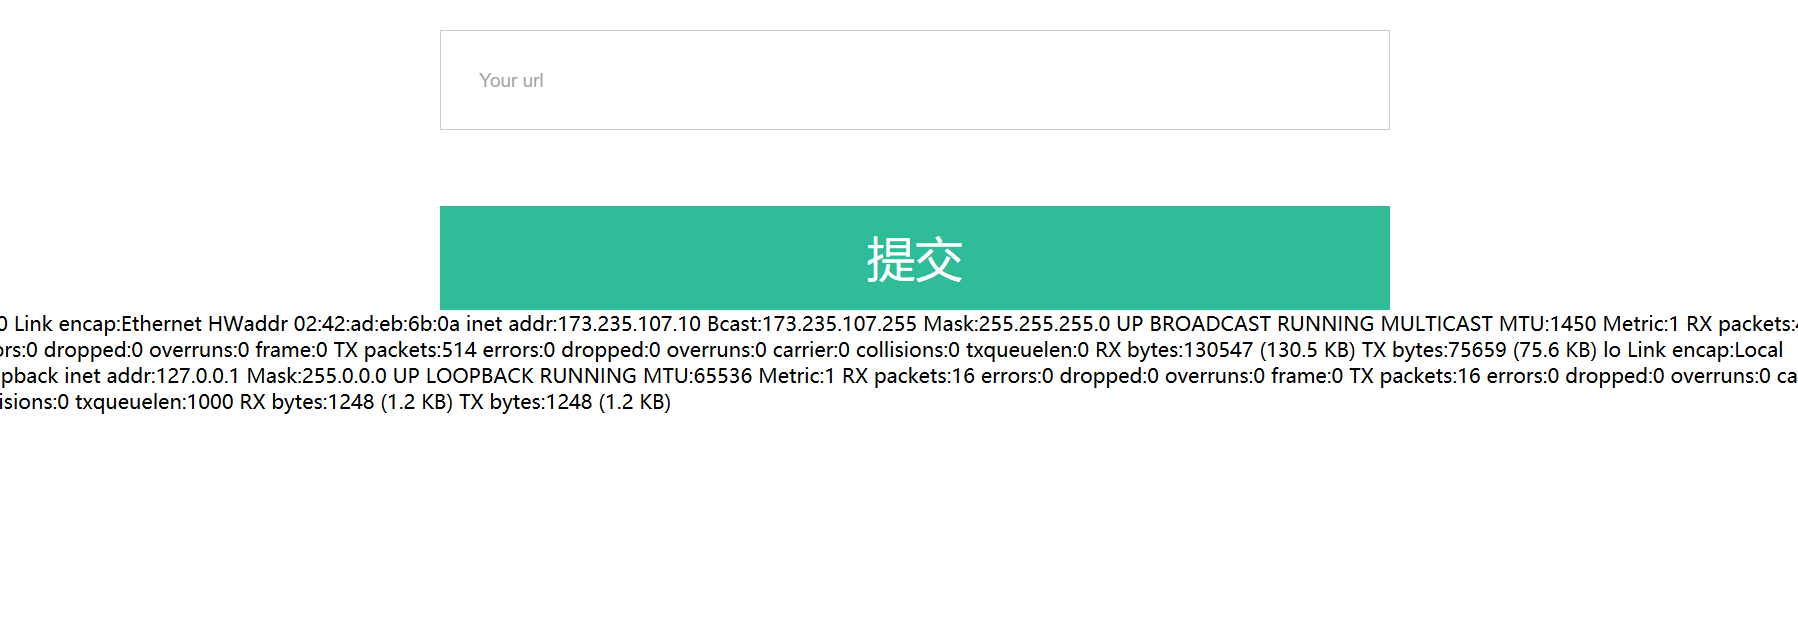 Your url
提交
0 Link encap:Ethernet HWaddr 02:42:ad:eb:6b:0a inet addr:173.235.107.10 Bcast:173.235.107.255 Mask:255.255.255.0 UP BROADCAST RUNNING MULTICAST MTU:1450 Metric:1 RX packets:4
ors:0 dropped:0 overruns:0 frame:0 TX packets:514 errors:0 dropped:0 overruns:0 carrier:0 collisions:0 txqueuelen:0 RX bytes:130547 (130.5 KB) TX bytes:75659 (75.6 KB) lo Link encap:Local
pback inet addr:127.0.0.1 Mask:255.0.0.0 UP LOOPBACK RUNNING MTU:65536 Metric:1 RX packets:16 errors:0 dropped:0 overruns:0 frame:0 TX packets:16 errors:0 dropped:0 overruns:0 ca
isions:0 txqueuelen:1000 RX bytes:1248 (1.2 KB) TX bytes:1248 (1.2 KB)